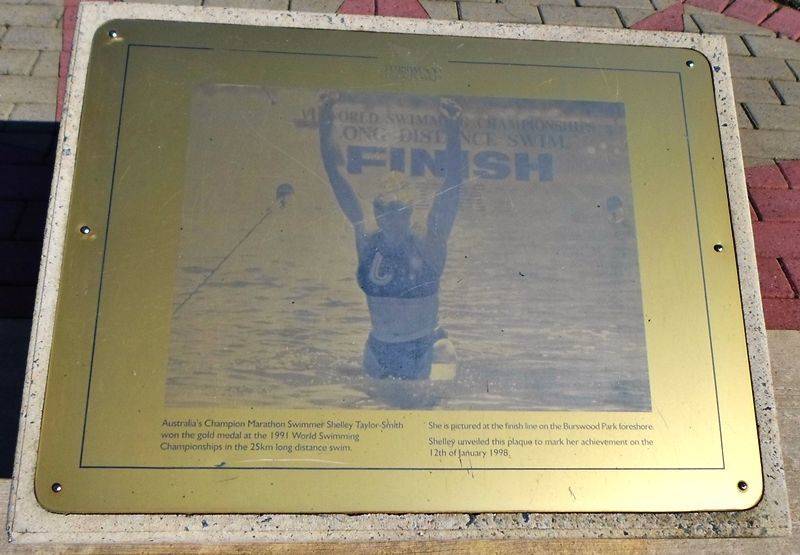 WORLD SWIMMING CHAMPIONSHIPS
LONG DISTANCE SWIM
FINISH
Australia's Champion Marathon Swimmer Shelley Taylor-Smith
won the gold medal at the 1991 World Swimming
Championships in the 25km long distance swim.
She is pictured at the finish line on the Burswood Park foreshore.
Shelley unveiled this plaque to mark her achievement on the
12th of January 1998.